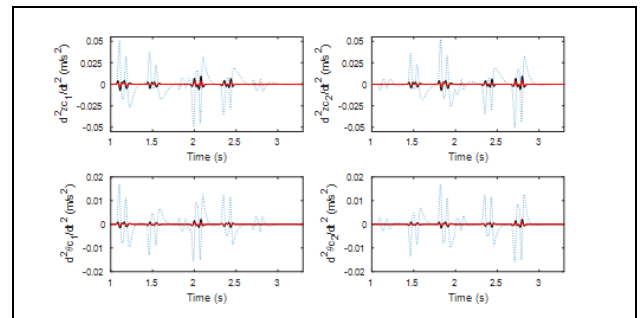 0.05
0.025
0
-0.025
-0.05
d²zc₁/dt² (m/s²)
1 1.5 2 2.5 3
Time (s)
0.05
0.025
0
-0.025
-0.05
d²zc₂/dt² (m/s²)
1 1.5 2 2.5 3
Time (s)
0.02
0.01
0
-0.01
-0.02
d²θc₁/dt² (m/s²)
1 1.5 2 2.5 3
Time (s)
0.02
0.01
0
-0.01
-0.02
d²θc₂/dt² (m/s²)
1 1.5 2 2.5 3
Time (s)